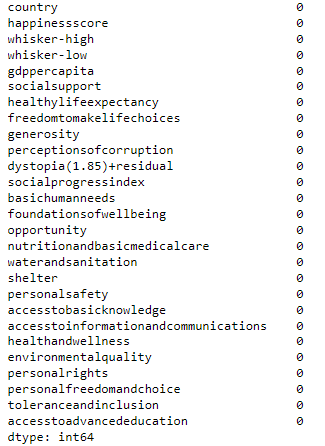 country 0
happinessscore 0
whisker-high 0
whisker-low 0
gdppercapita 0
socialsupport 0
healthylifeexpectancy 0
freedomtomakelifechoices 0
generosity 0
perceptionsofcorruption 0
dystopia(1.85)+residual 0
socialprogressindex 0
basichumanneeds 0
foundationsofwellbeing 0
opportunity 0
nutritionandbasicmedicalcare 0
waterandsanitation 0
shelter 0
personalsafety 0
accesstobasicknowledge 0
accesstoinformationandcommunications 0
healthandwellness 0
environmentalquality 0
personalrights 0
personalfreedomandchoice 0
toleranceandinclusion 0
accesstoadvancededucation 0
dtype: int64